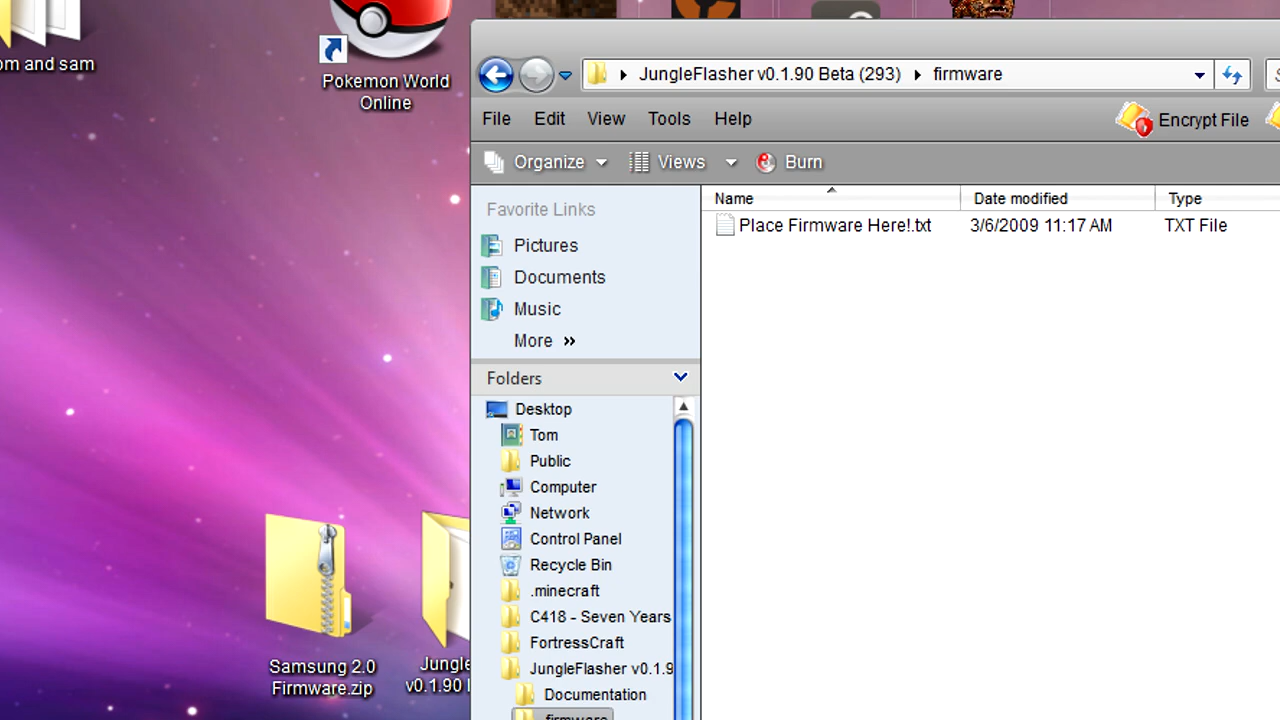 om and sam
Pokemon World
Online
JungleFlasher v0.1.90 Beta (293) firmware
File Edit View Tools Help
Encrypt File
Organize Views Burn
Favorite Links
Name Date modified Type
Place Firmware Here!.txt 3/6/2009 11:17 AM TXT File
Pictures
Documents
Music
More
Folders
Desktop
Tom
Public
Computer
Network
Control Panel
Recycle Bin
.minecraft
C418 - Seven Years
FortressCraft
JungleFlasher v0.1.9
Documentation
firmware
Samsung 2.0
Firmware.zip
Jungle
v0.1.90